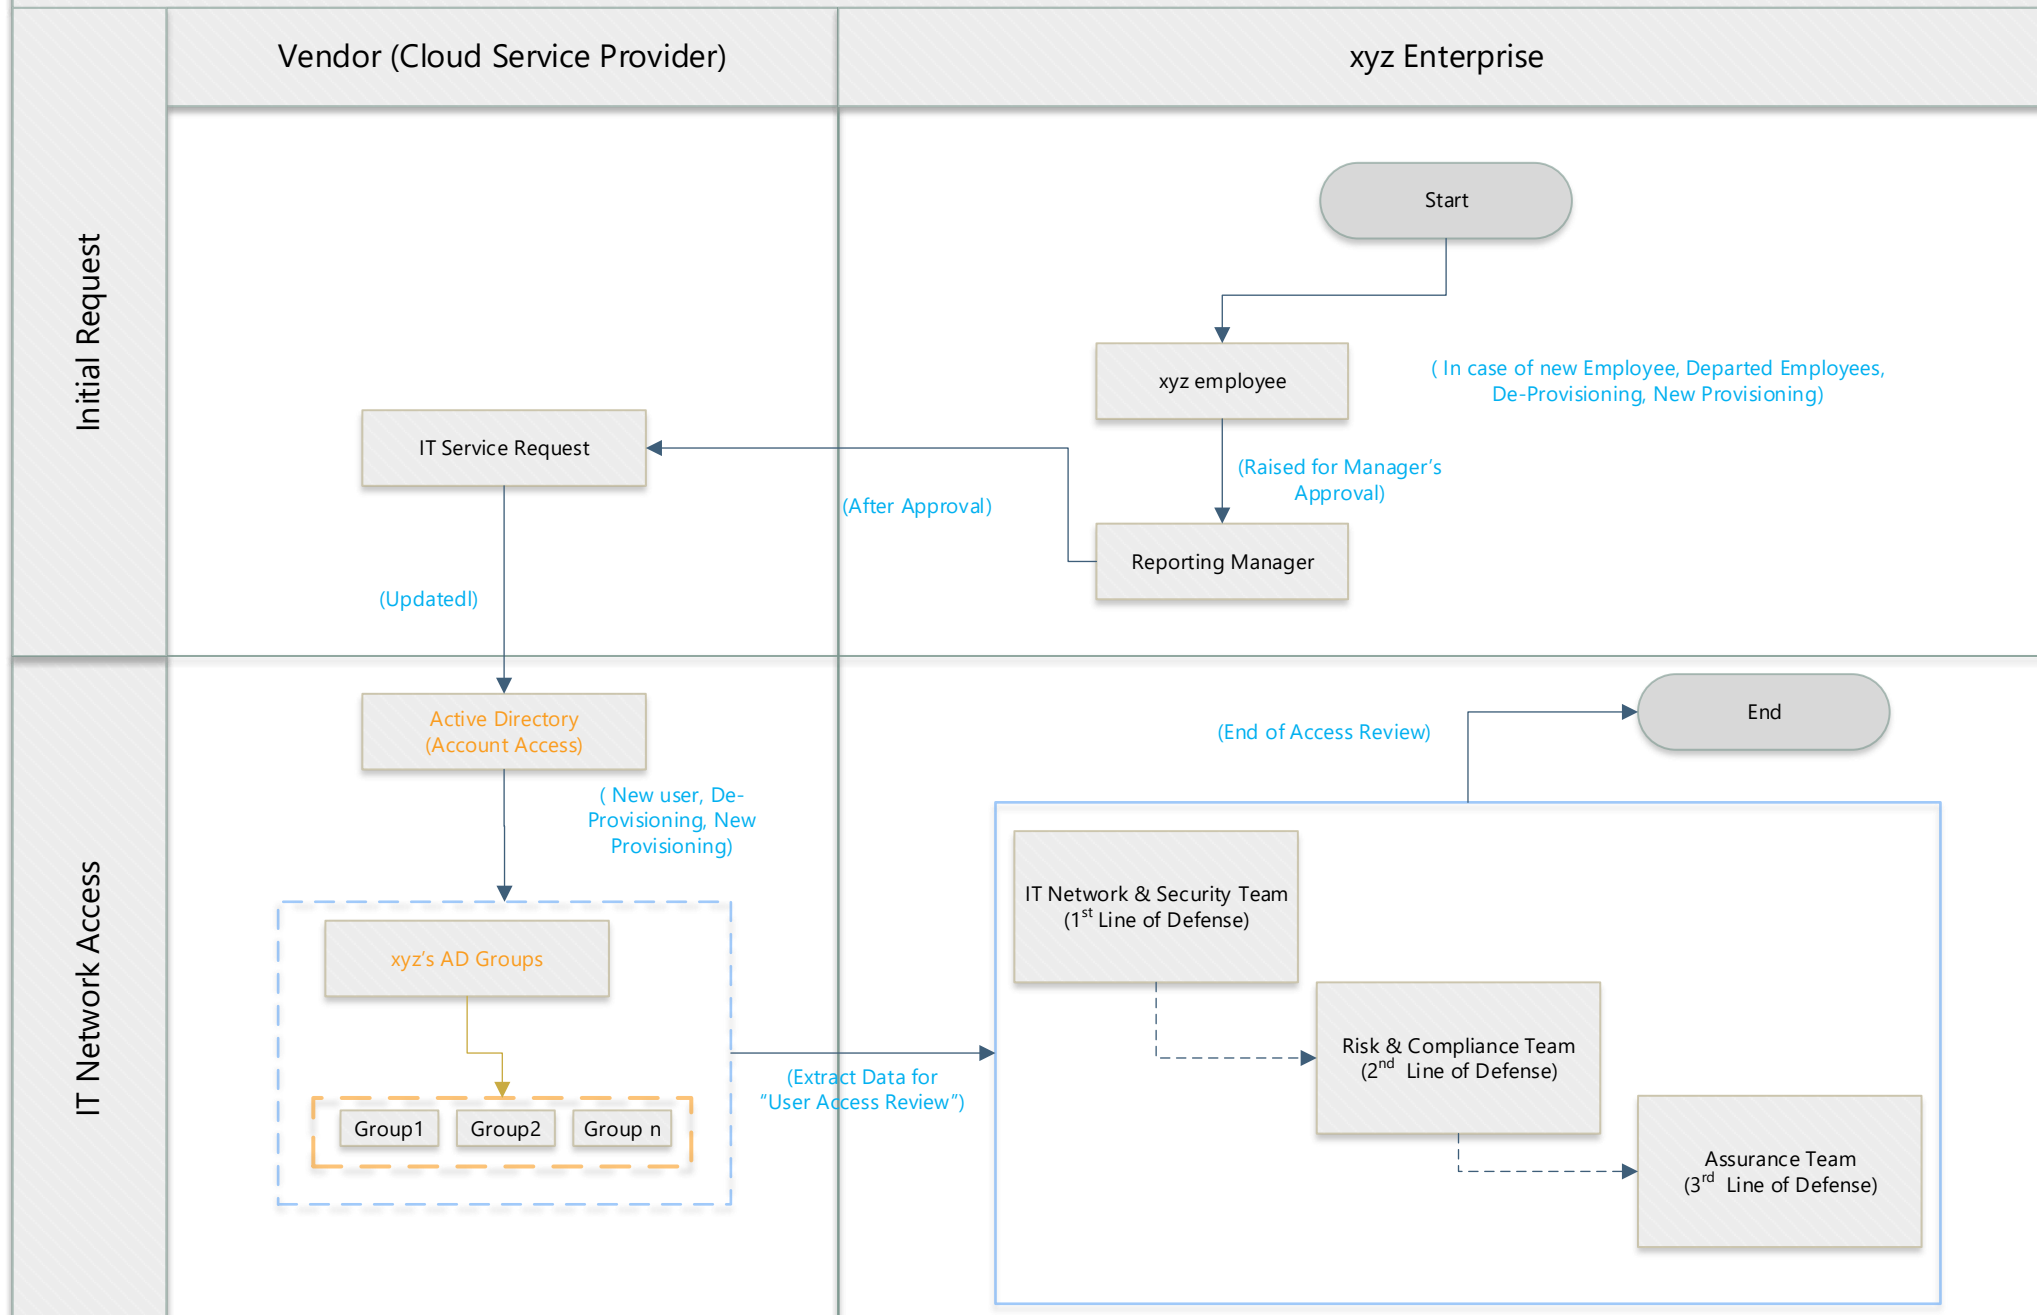 Vendor (Cloud Service Provider)
xyz Enterprise
Initial Request
Start
xyz employee
( In case of new Employee, Departed Employees,
De-Provisioning, New Provisioning)
IT Service Request
(Raised for Manager's
Approval)
(After Approval)
Reporting Manager
(Updatedl)
IT Network Access
Active Directory
(Account Access)
( New user, De-
Provisioning, New
Provisioning)
xyz's AD Groups
Group1
Group2
Group n
(Extract Data for
“User Access Review”)
(End of Access Review)
End
IT Network & Security Team
(1st Line of Defense)
Risk & Compliance Team
(2nd Line of Defense)
Assurance Team
(3rd Line of Defense)